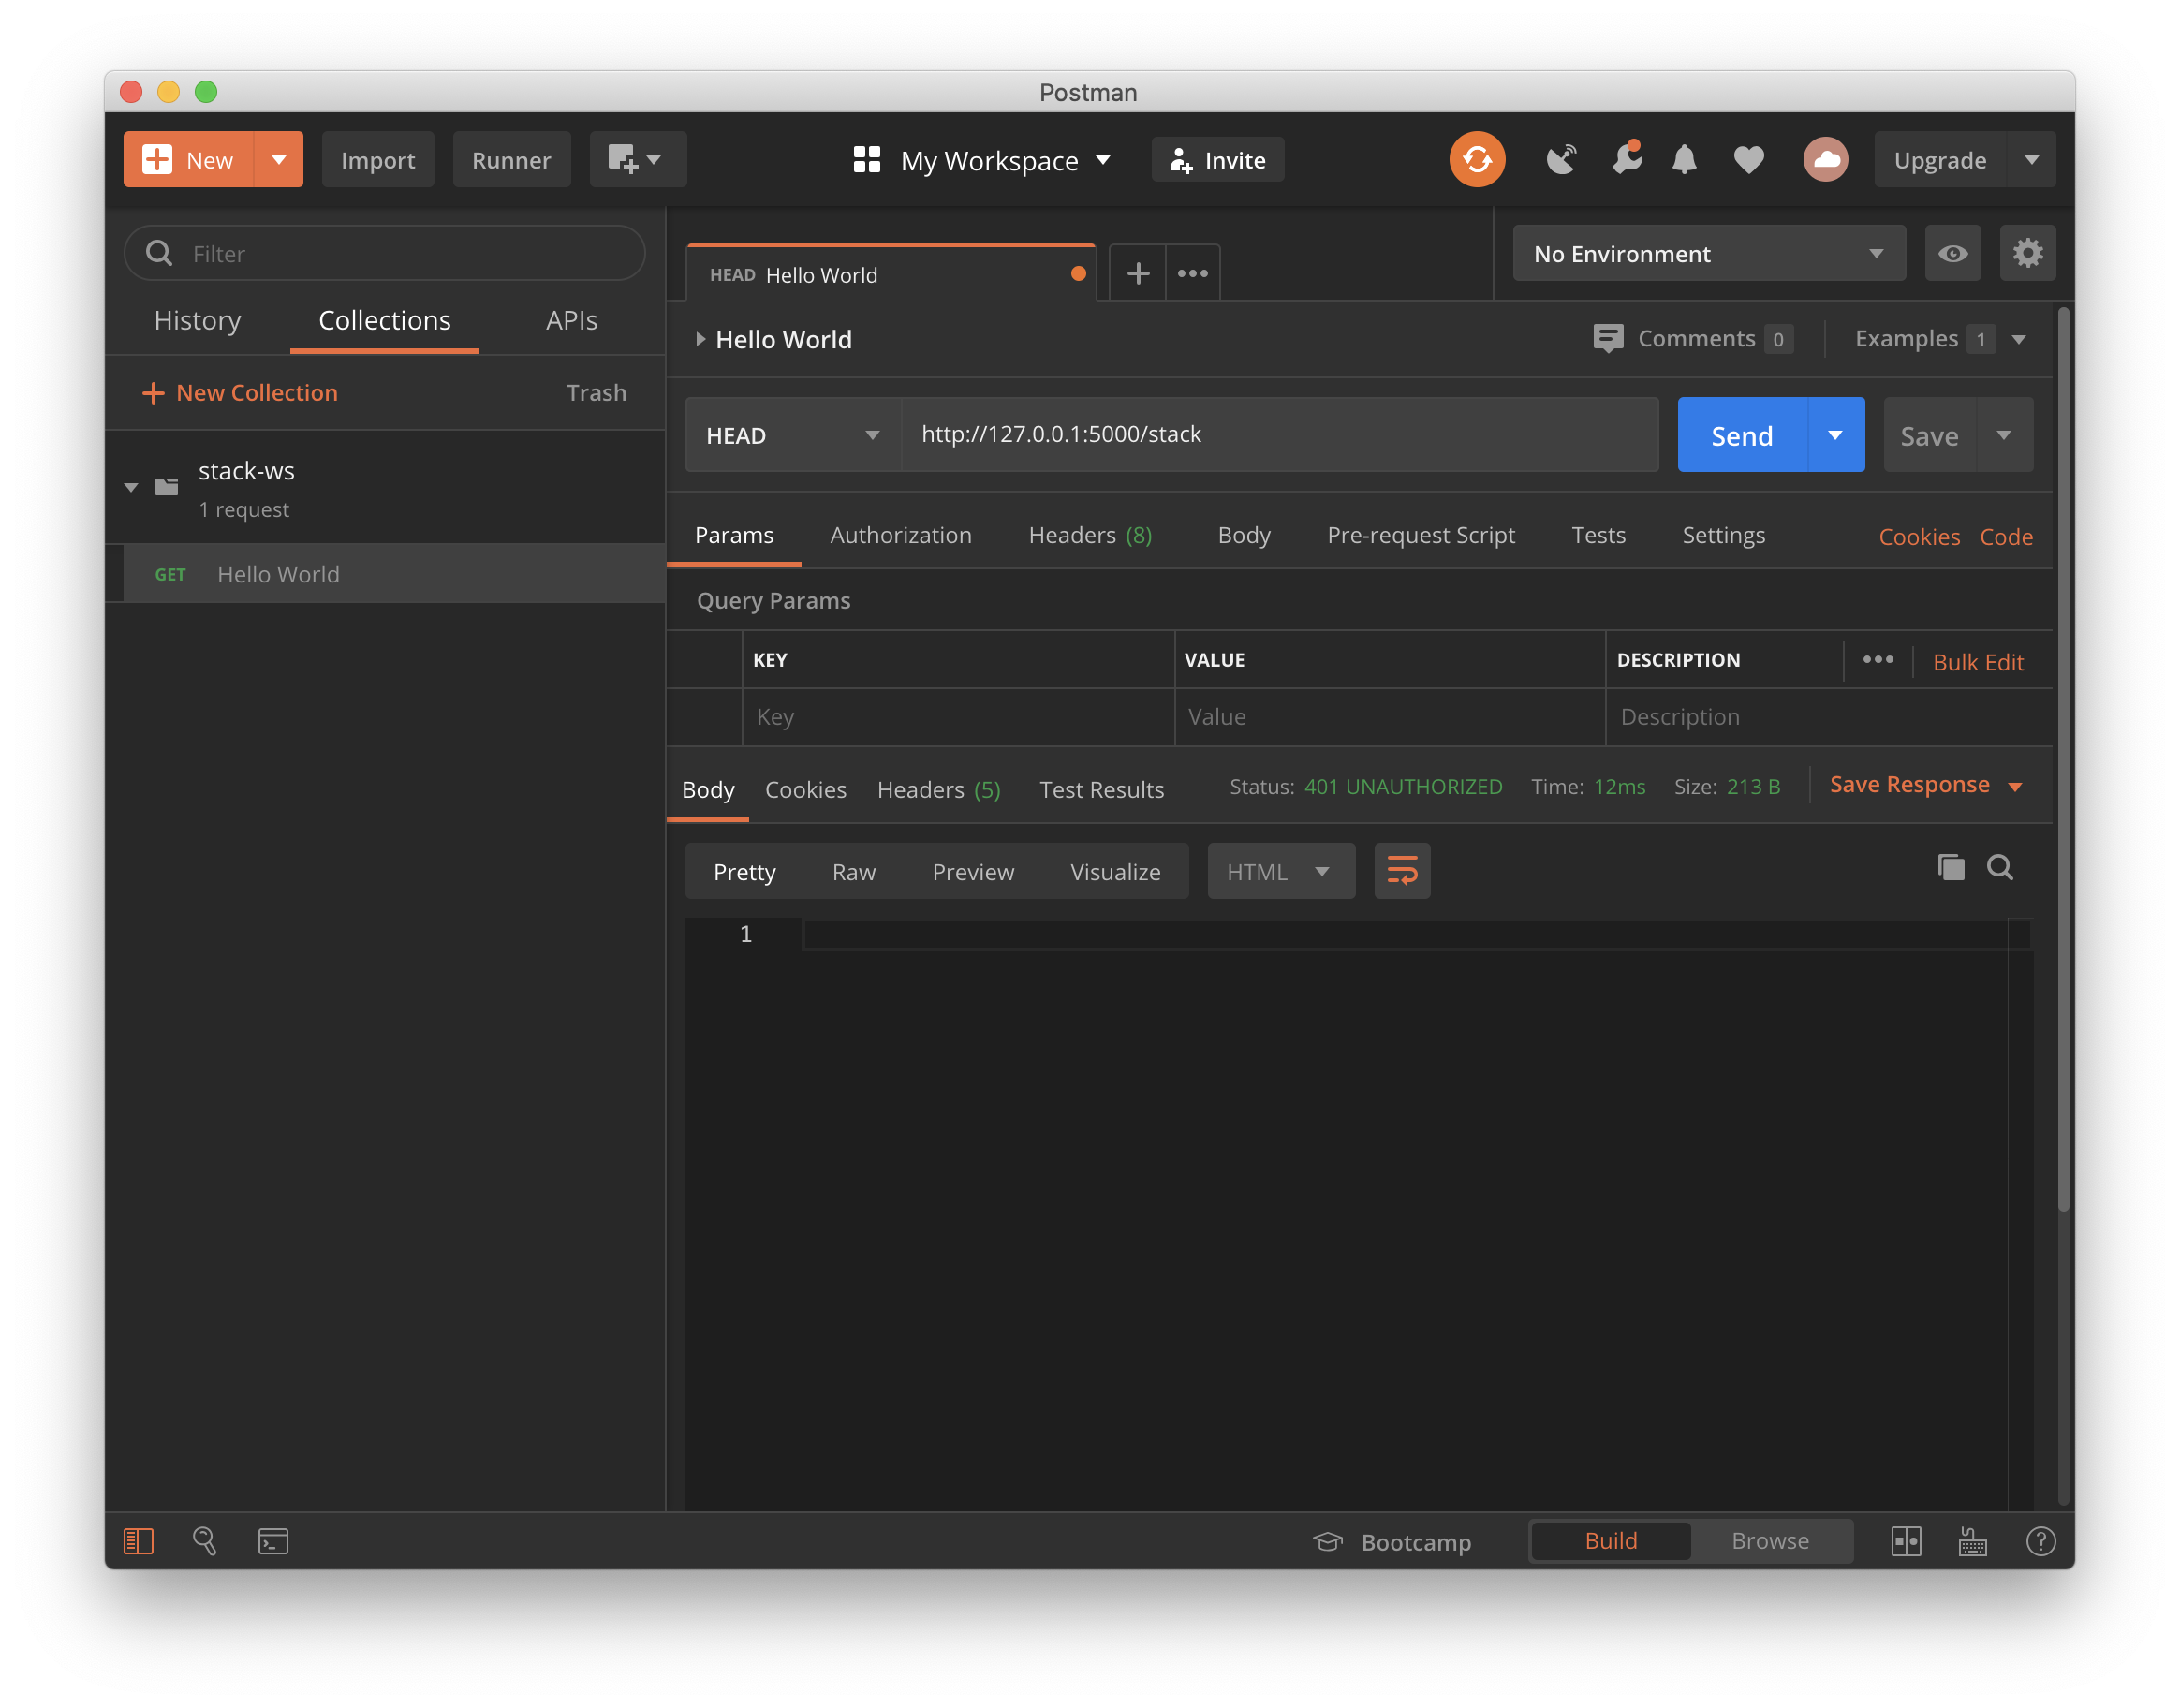 Postman
New Import Runner My Workspace Invite Upgrade
Filter
History Collections APIs
New Collection Trash
stack-ws
1 request
GET Hello World
HEAD Hello World
No Environment
Hello World Comments 0 Examples 1
HEAD http://127.0.0.1:5000/stack Send Save
Params Authorization Headers (8) Body Pre-request Script Tests Settings Cookies Code
Query Params
KEY VALUE DESCRIPTION Bulk Edit
Key Value Description
Body Cookies Headers (5) Test Results Status: 401 UNAUTHORIZED Time: 12ms Size: 213 B Save Response
Pretty Raw Preview Visualize HTML
1
Bootcamp Build Browse